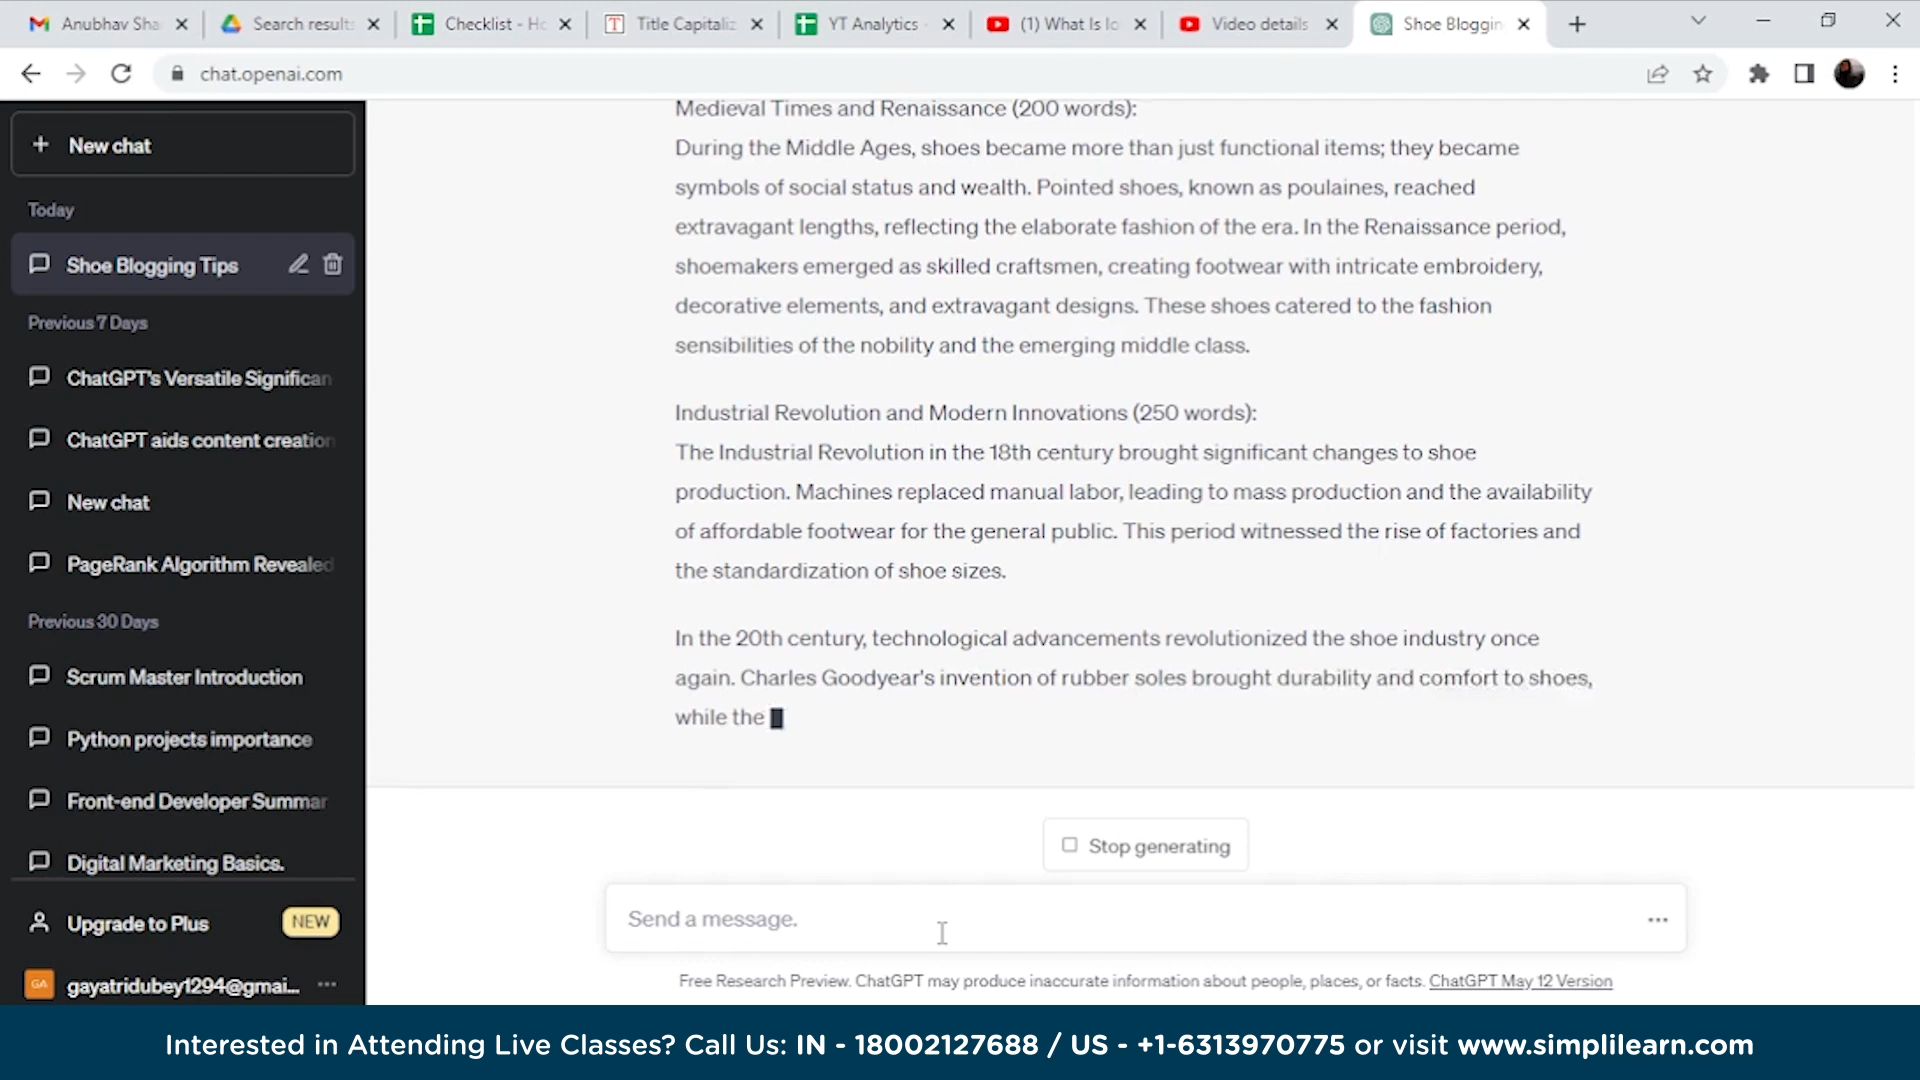 Anubhav Sha
Search results
Checklist - Ho
Title Capitaliz
YT Analytics
(1) What Is Io
Video details
Shoe Bloggin
chat.openai.com
New chat
Today
Shoe Blogging Tips
Previous 7 Days
ChatGPT's Versatile Significan
ChatGPT aids content creation
New chat
PageRank Algorithm Revealed
Previous 30 Days
Scrum Master Introduction
Python projects importance
Front-end Developer Summar
Digital Marketing Basics.
Upgrade to Plus
NEW
GA
gayatridubey1294@gmai...
Medieval Times and Renaissance (200 words):
During the Middle Ages, shoes became more than just functional items; they became
symbols of social status and wealth. Pointed shoes, known as poulaines, reached
extravagant lengths, reflecting the elaborate fashion of the era. In the Renaissance period,
shoemakers emerged as skilled craftsmen, creating footwear with intricate embroidery,
decorative elements, and extravagant designs. These shoes catered to the fashion
sensibilities of the nobility and the emerging middle class.
Industrial Revolution and Modern Innovations (250 words):
The Industrial Revolution in the 18th century brought significant changes to shoe
production. Machines replaced manual labor, leading to mass production and the availability
of affordable footwear for the general public. This period witnessed the rise of factories and
the standardization of shoe sizes.
In the 20th century, technological advancements revolutionized the shoe industry once
again. Charles Goodyear's invention of rubber soles brought durability and comfort to shoes,
while the
Stop generating
Send a message.
Free Research Preview. ChatGPT may produce inaccurate information about people, places, or facts. ChatGPT May 12 Version
Interested in Attending Live Classes? Call Us: IN - 18002127688 / US - +1-6313970775 or visit www.simplilearn.com